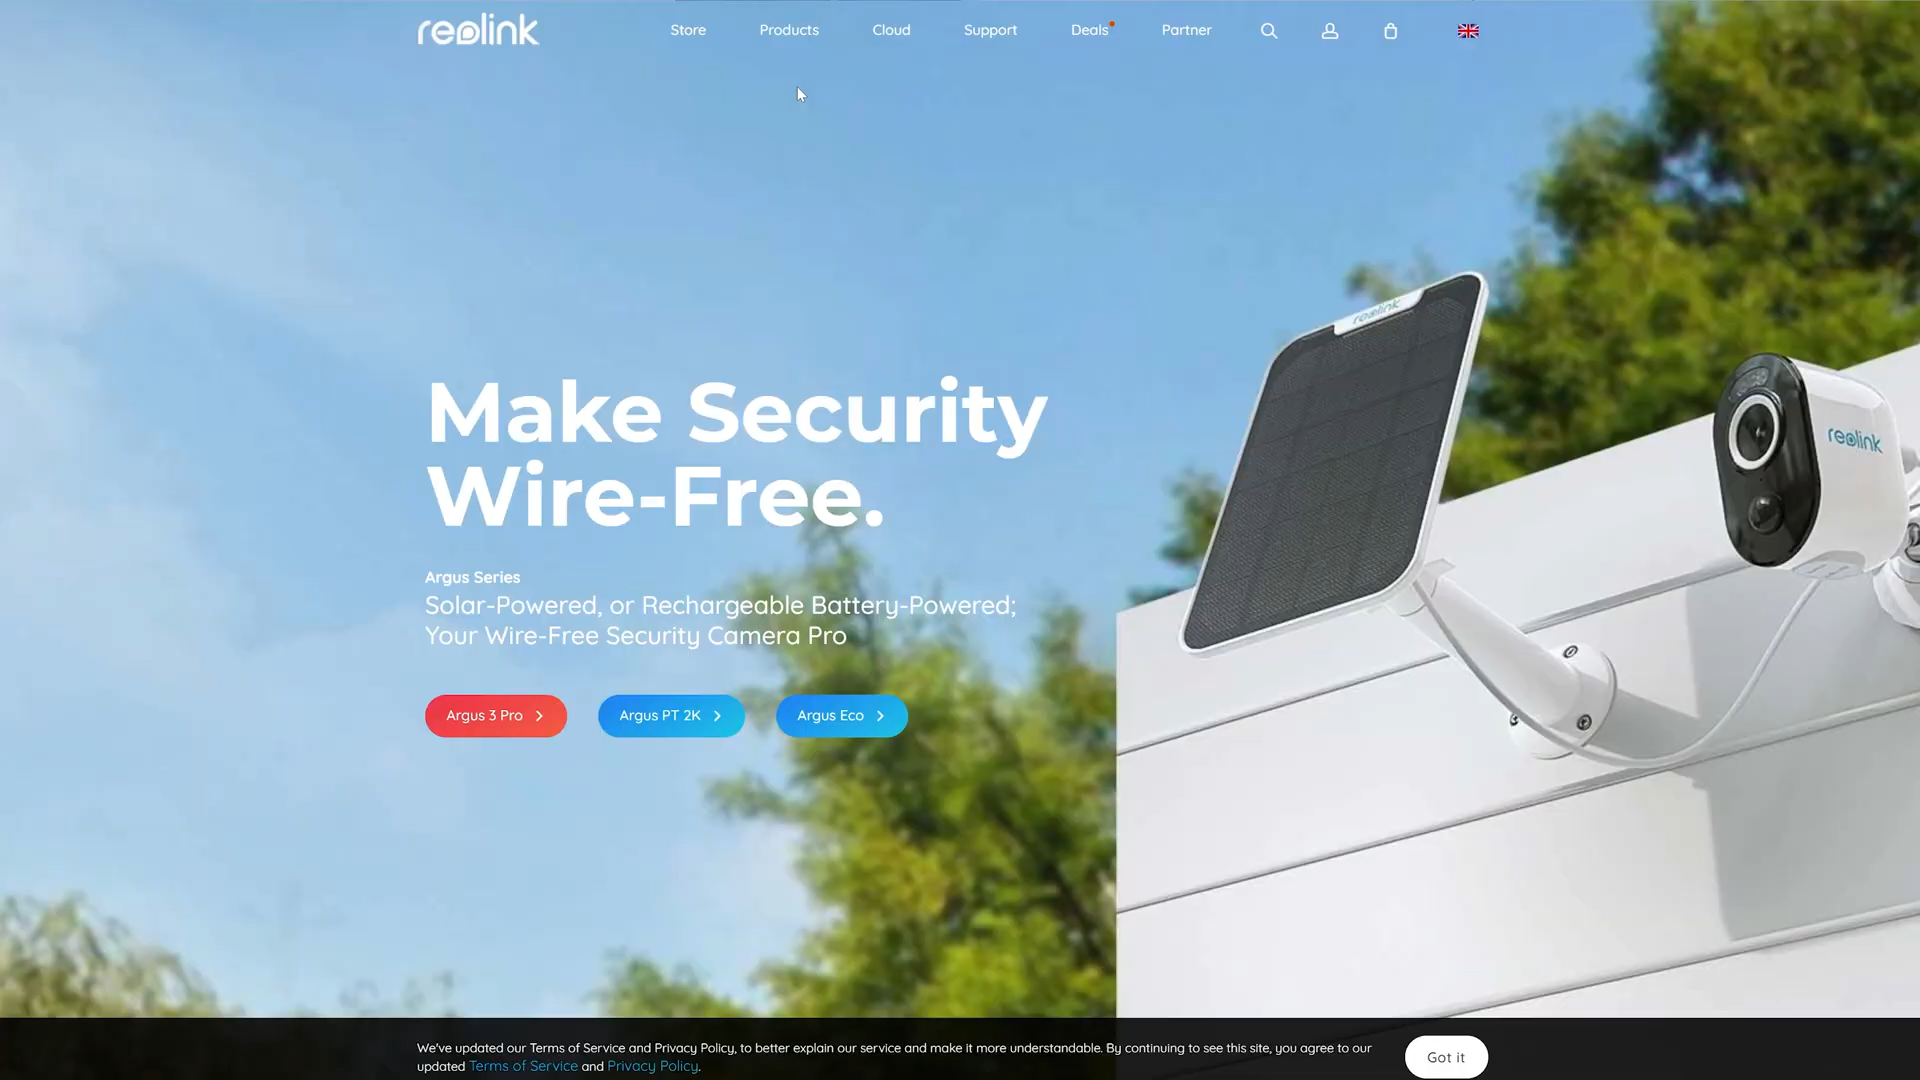 reolink
Store
Products
Cloud
Support
Deals
Partner
Make Security
Wire-Free.
Argus Series
Solar-Powered, or Rechargeable Battery-Powered;
Your Wire-Free Security Camera Pro
Argus 3 Pro
Argus PT 2K
Argus Eco
reolink
reolink
We've updated our Terms of Service and Privacy Policy, to better explain our service and make it more understandable. By continuing to see this site, you agree to our
updated Terms of Service and Privacy Policy.
Got it